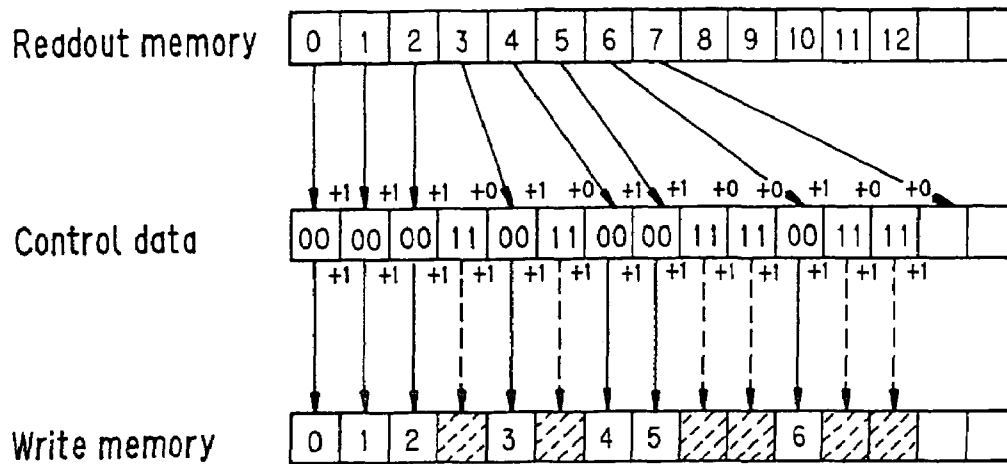 Readout memory 0 1 2 3 4 5 6 7 8 9 10 11 12
+1 +1 +1 +0 +1 +0 +1 +1 +0 +0 +1 +0 +0
Control data 00 00 00 11 00 11 00 00 11 11 00 11 11
+1 +1 +1 +1 +1 +1 +1 +1 +1 +1 +1 +1 +1
Write memory 0 1 2 3 4 5 6